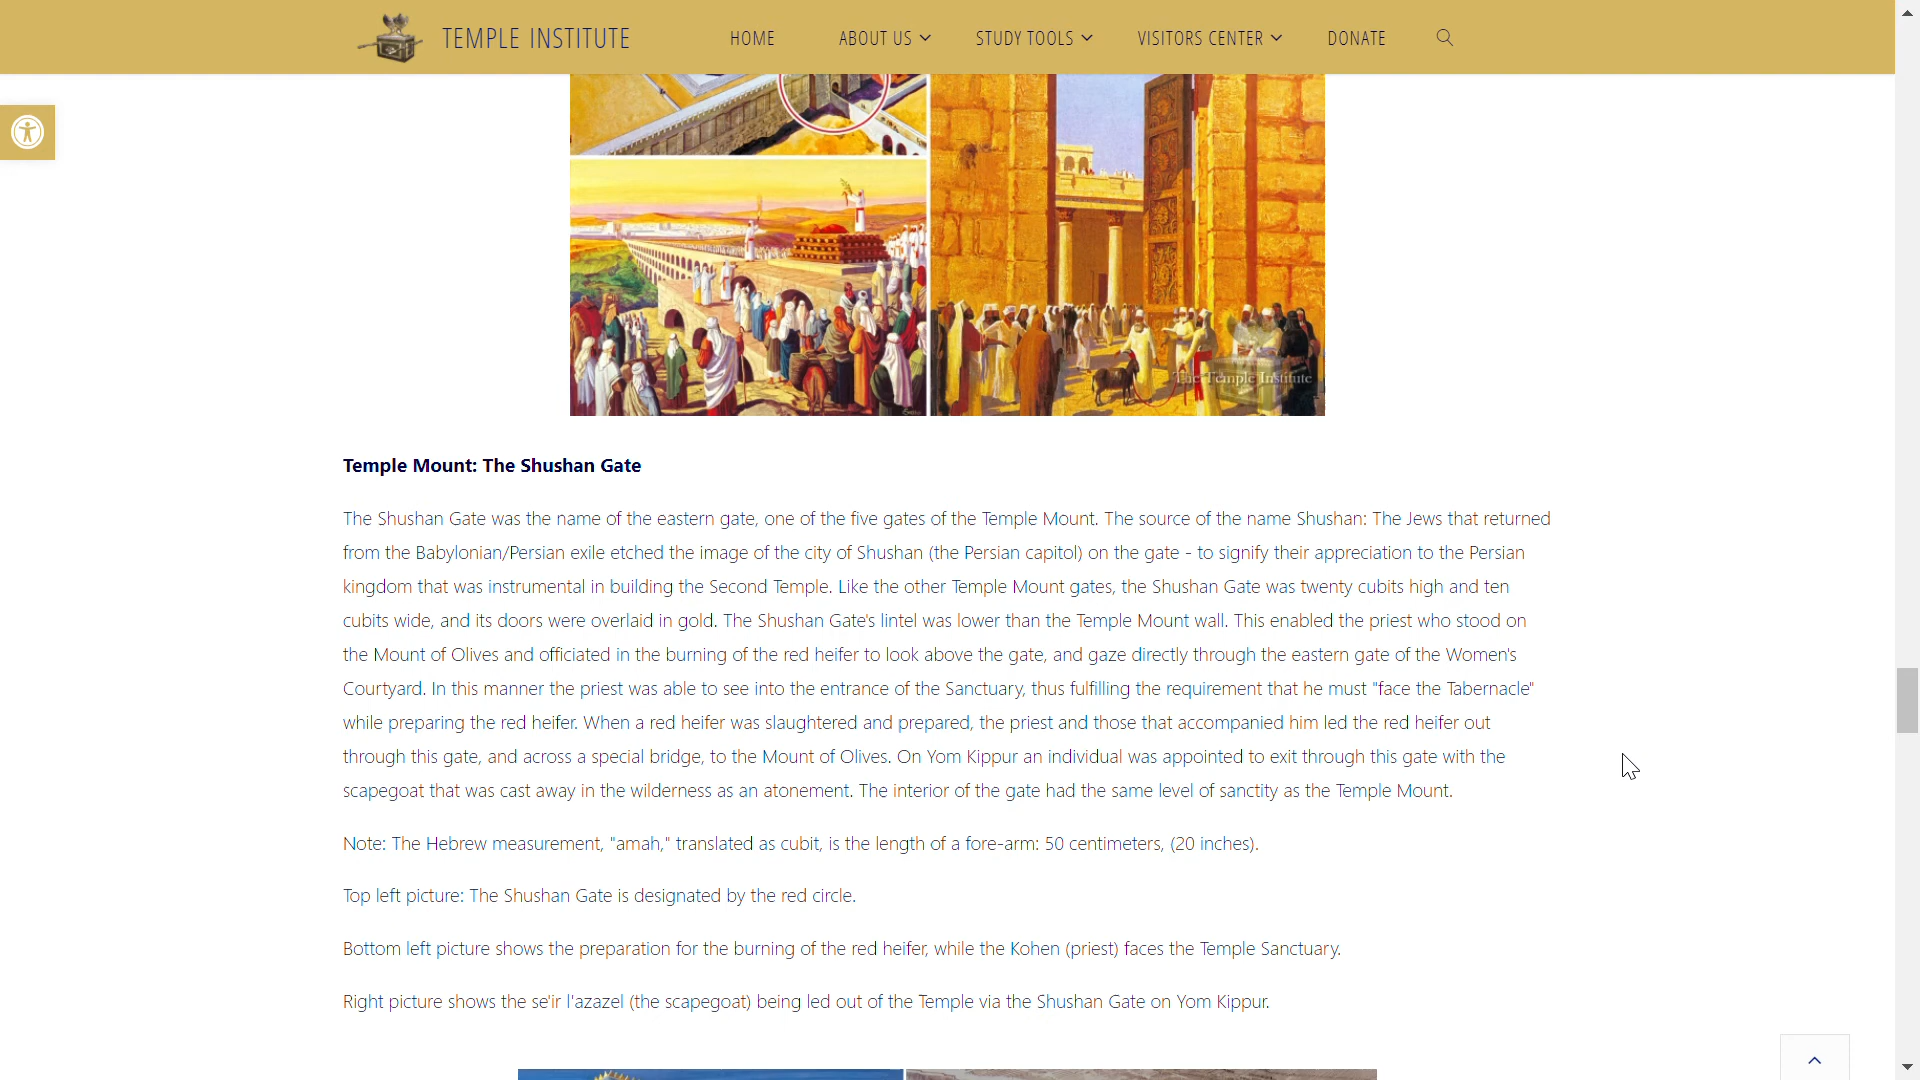 TEMPLE INSTITUTE
HOME
ABOUT US
STUDY TOOLS
VISITORS CENTER
DONATE
The Temple Institute
Temple Mount: The Shushan Gate
The Shushan Gate was the name of the eastern gate, one of the five gates of the Temple Mount. The source of the name Shushan: The Jews that returned
from the Babylonian/Persian exile etched the image of the city of Shushan (the Persian capitol) on the gate - to signify their appreciation to the Persian
kingdom that was instrumental in building the Second Temple. Like the other Temple Mount gates, the Shushan Gate was twenty cubits high and ten
cubits wide, and its doors were overlaid in gold. The Shushan Gate's lintel was lower than the Temple Mount wall. This enabled the priest who stood on
the Mount of Olives and officiated in the burning of the red heifer to look above the gate, and gaze directly through the eastern gate of the Women's
Courtyard. In this manner the priest was able to see into the entrance of the Sanctuary, thus fulfilling the requirement that he must "face the Tabernacle"
while preparing the red heifer. When a red heifer was slaughtered and prepared, the priest and those that accompanied him led the red heifer out
through this gate, and across a special bridge, to the Mount of Olives. On Yom Kippur an individual was appointed to exit through this gate with the
scapegoat that was cast away in the wilderness as an atonement. The interior of the gate had the same level of sanctity as the Temple Mount.
Note: The Hebrew measurement, "amah," translated as cubit, is the length of a fore-arm: 50 centimeters, (20 inches).
Top left picture: The Shushan Gate is designated by the red circle.
Bottom left picture shows the preparation for the burning of the red heifer, while the Kohen (priest) faces the Temple Sanctuary.
Right picture shows the se'ir l'azazel (the scapegoat) being led out of the Temple via the Shushan Gate on Yom Kippur.